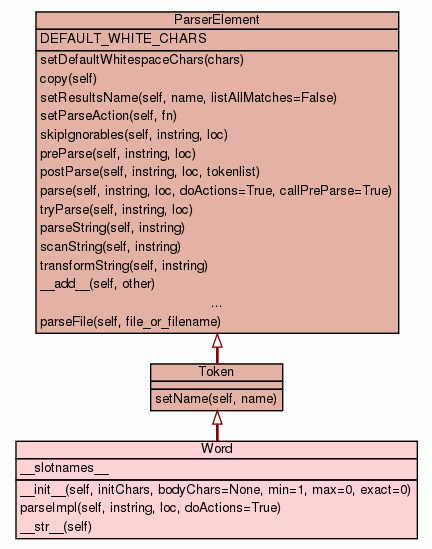 ParserElement
DEFAULT_WHITE_CHARS
setDefaultWhitespaceChars(chars)
copy(self)
setResultsName(self, name, listAllMatches=False)
setParseAction(self, fn)
skipIgnorables(self, instring, loc)
preParse(self, instring, loc)
postParse(self, instring, loc, tokenlist)
parse(self, instring, loc, doActions=True, callPreParse=True)
tryParse(self, instring, loc)
parseString(self, instring)
scanString(self, instring)
transformString(self, instring)
__add__(self, other)
...
parseFile(self, file_or_filename)
Token
setName(self, name)
Word
__slotnames__
__init__(self, initChars, bodyChars=None, min=1, max=0, exact=0)
parseImpl(self, instring, loc, doActions=True)
__str__(self)